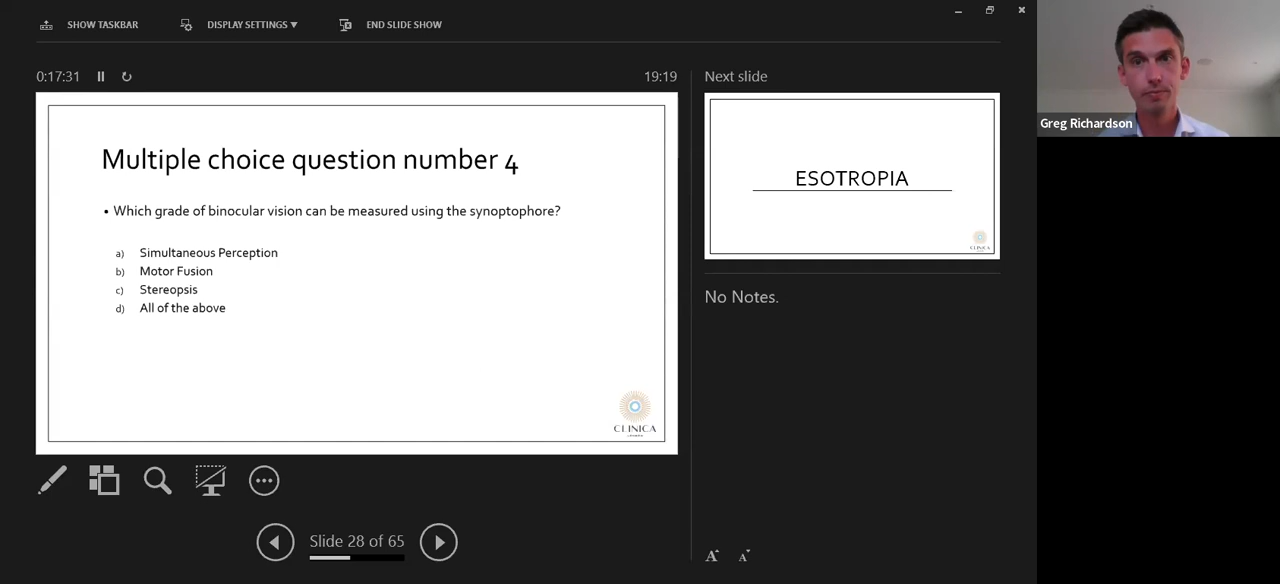 SHOW TASKBAR
DISPLAY SETTINGS ▼
END SLIDE SHOW
0:17:31
19:19
Next slide
Multiple choice question number 4
• Which grade of binocular vision can be measured using the synoptophore?
a) Simultaneous Perception
b) Motor Fusion
c) Stereopsis
d) All of the above
CLINICA
ESOTROPIA
CLINICA
No Notes.
Slide 28 of 65
A A
Greg Richardson